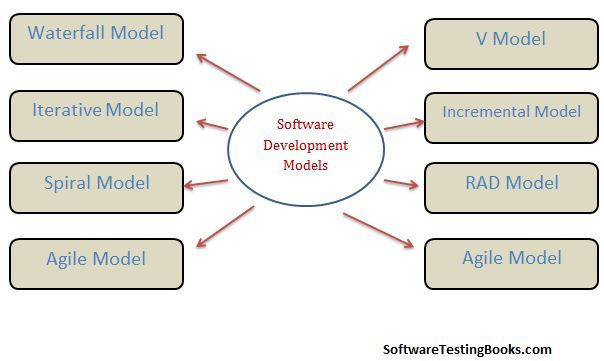 Waterfall Model
V Model
Iterative Model
Incremental Model
Software
Development
Models
Spiral Model
RAD Model
Agile Model
Agile Model
SoftwareTestingBooks.com